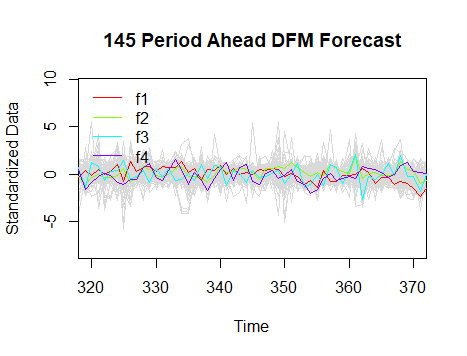 145 Period Ahead DFM Forecast
Standardized Data
10
5
0
-5
f1
f2
f3
f4
320
330
340
350
360
370
Time